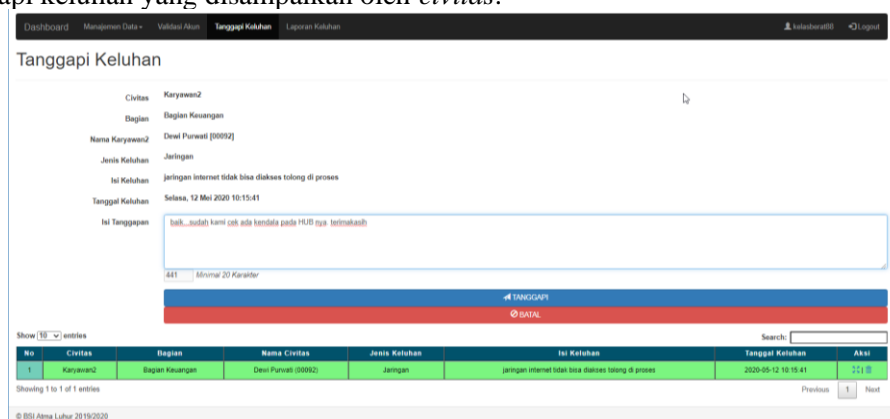 api keluhan yang disampaikan oleh civitas.
Dashboard Manajemen Data Validasi Akun Tanggapi Keluhan Laporan Keluhan kelasberat88 Logout
Tanggapi Keluhan
Civitas Karyawan2
Bagian Bagian Keuangan
Nama Karyawan2 Dewi Purwati [00092]
Jenis Keluhan Jaringan
Isi Keluhan jaringan internet tidak bisa diakses tolong di proses
Tanggal Keluhan Selasa, 12 Mei 2020 10:15:41
Isi Tanggapan baik...sudah kami cek ada kendala pada HUB nya. terimakasih
441 Minimal 20 Karakter
TANGGAPI
BATAL
Show 10 entries Search:
No Civitas Bagian Nama Civitas Jenis Keluhan Isi Keluhan Tanggal Keluhan Aksi
1 Karyawan2 Bagian Keuangan Dewi Purwati (00092) Jaringan jaringan internet tidak bisa diakses tolong di proses 2020-05-12 10:15:41
Showing 1 to 1 of 1 entries Previous 1 Next
© BSI Atma Luhur 2019/2020